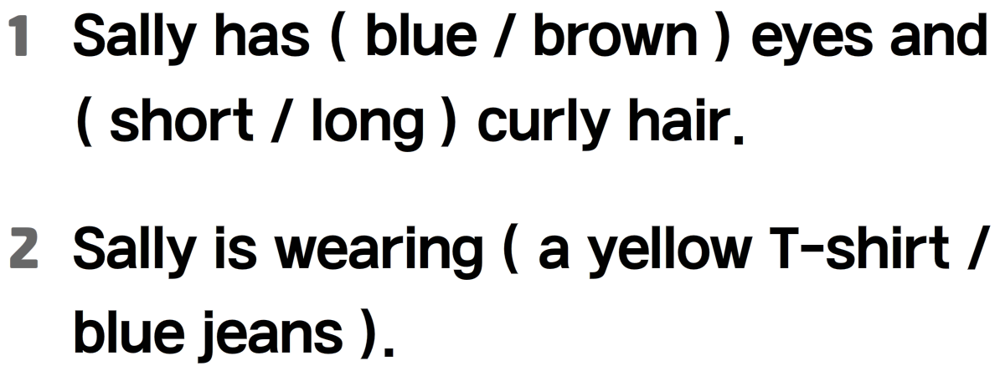 1 Sally has ( blue / brown ) eyes and
( short / long ) curly hair.
2 Sally is wearing ( a yellow T-shirt /
blue jeans ).